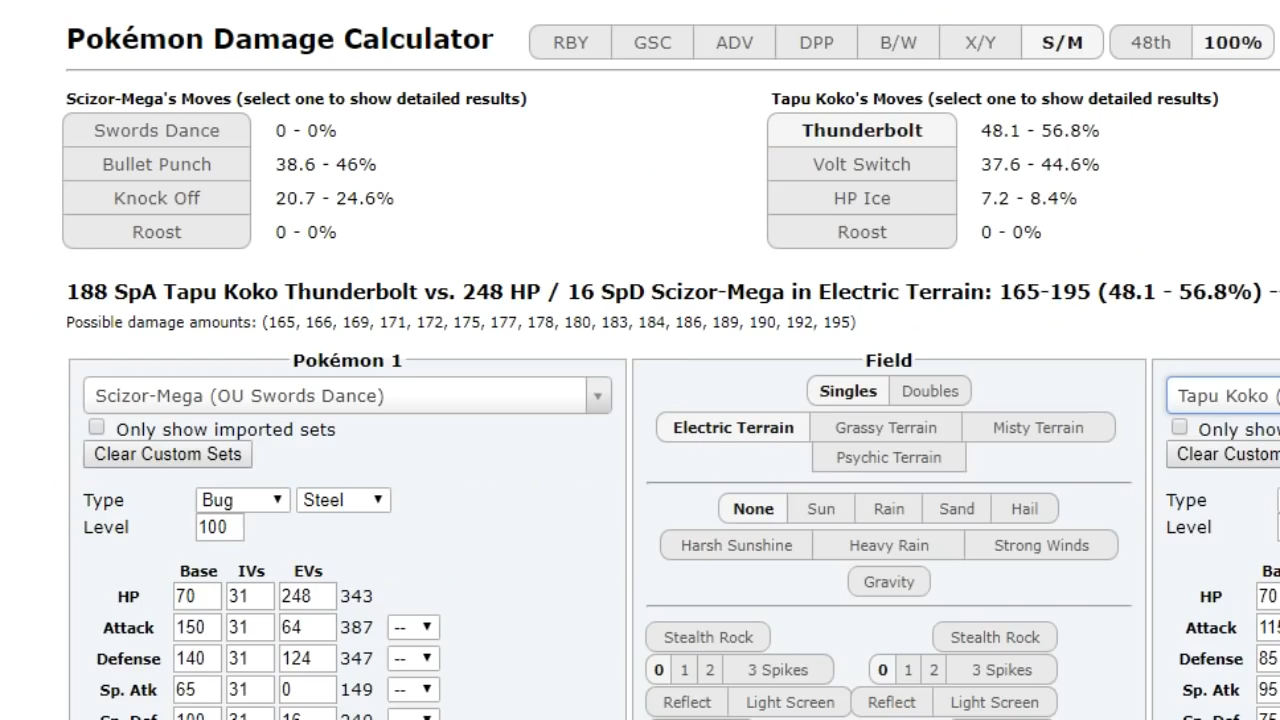 Pokémon Damage Calculator RBY GSC ADV DPP B/W X/Y S/M 48th 100%
Scizor-Mega's Moves (select one to show detailed results) Tapu Koko's Moves (select one to show detailed results)
Swords Dance 0 - 0% Thunderbolt 48.1 - 56.8%
Bullet Punch 38.6 - 46% Volt Switch 37.6 - 44.6%
Knock Off 20.7 - 24.6% HP Ice 7.2 - 8.4%
Roost 0 - 0% Roost 0 - 0%
188 SpA Tapu Koko Thunderbolt vs. 248 HP / 16 SpD Scizor-Mega in Electric Terrain: 165-195 (48.1 - 56.8%) --
Possible damage amounts: (165, 166, 169, 171, 172, 175, 177, 178, 180, 183, 184, 186, 189, 190, 192, 195)
Pokémon 1 Field
Scizor-Mega (OU Swords Dance) Singles Doubles Tapu Koko (
Only show imported sets Electric Terrain Grassy Terrain Misty Terrain Only show
Clear Custom Sets Psychic Terrain Clear Custom
Type Bug Steel None Sun Rain Sand Hail Type
Level 100 Level
Harsh Sunshine Heavy Rain Strong Winds
Base IVs EVs Gravity Ba
HP 70 31 248 343 HP 70
Attack 150 31 64 387 -- Stealth Rock Stealth Rock Attack 115
Defense 140 31 124 347 -- 0 1 2 3 Spikes 0 1 2 3 Spikes Defense 85
Sp. Atk 65 31 0 149 -- Reflect Light Screen Reflect Light Screen Sp. Atk 95